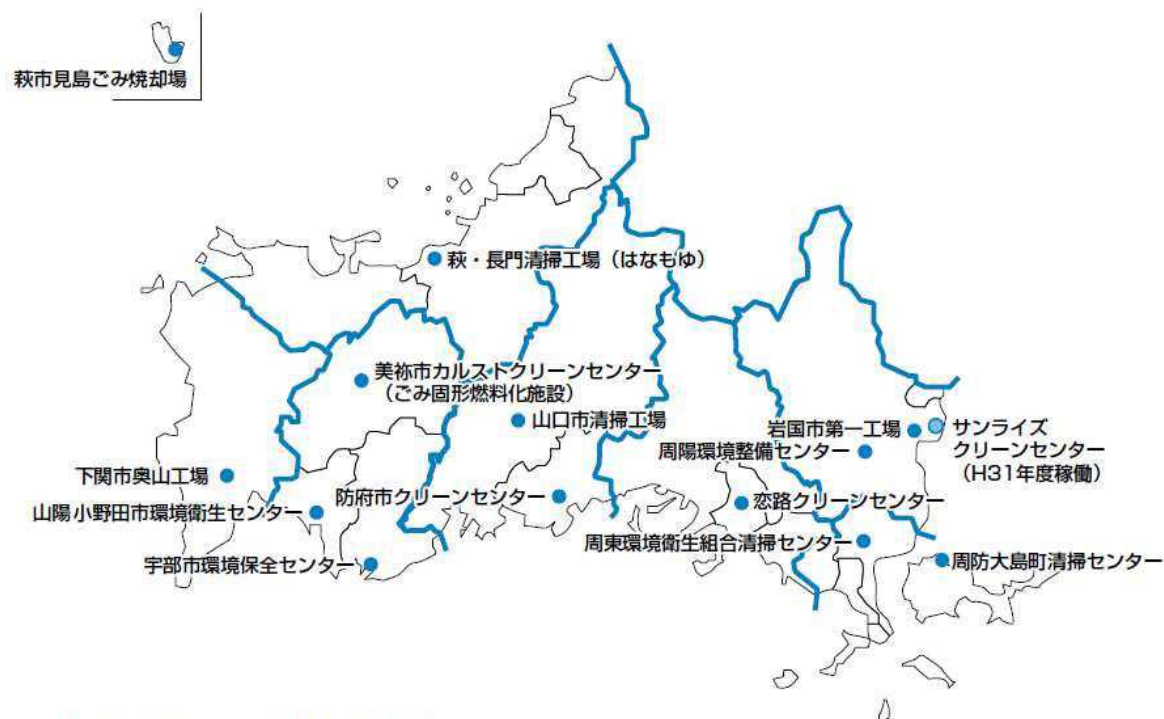 萩市見島ごみ焼却場
萩・長門清掃工場（はなもゆ）
美祢市カルストクリーンセンター
（ごみ固形燃料化施設）
山口市清掃工場
岩国市第一工場
サンライズ
クリーンセンター
（H31年度稼働）
周陽環境整備センター
下関市奥山工場
防府市クリーンセンター
恋路クリーンセンター
山陽小野田市環境衛生センター
周東環境衛生組合清掃センター
宇部市環境保全センター
周防大島町清掃センター